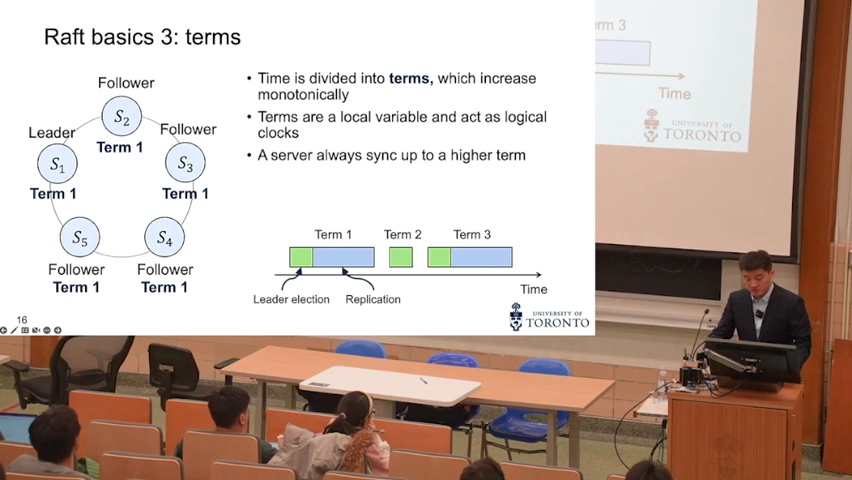 Raft basics 3: terms
Follower
S2
Term 1
Leader
S1
Term 1
Follower
S3
Term 1
S5
Follower
Term 1
S4
Follower
Term 1
• Time is divided into terms, which increase
monotonically
• Terms are a local variable and act as logical
clocks
• A server always sync up to a higher term
Term 1 Term 2 Term 3
Leader election Replication
Time
UNIVERSITY OF
TORONTO
16
rm 3
Time
UNIVERSITY OF
TORONTO